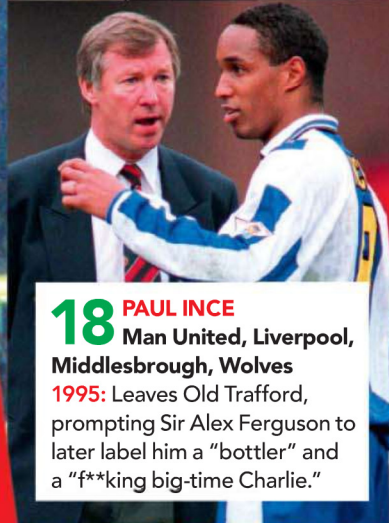 18 PAUL INCE
Man United, Liverpool,
Middlesbrough, Wolves
1995: Leaves Old Trafford,
prompting Sir Alex Ferguson to
later label him a “bottler” and
a “f**king big-time Charlie.”